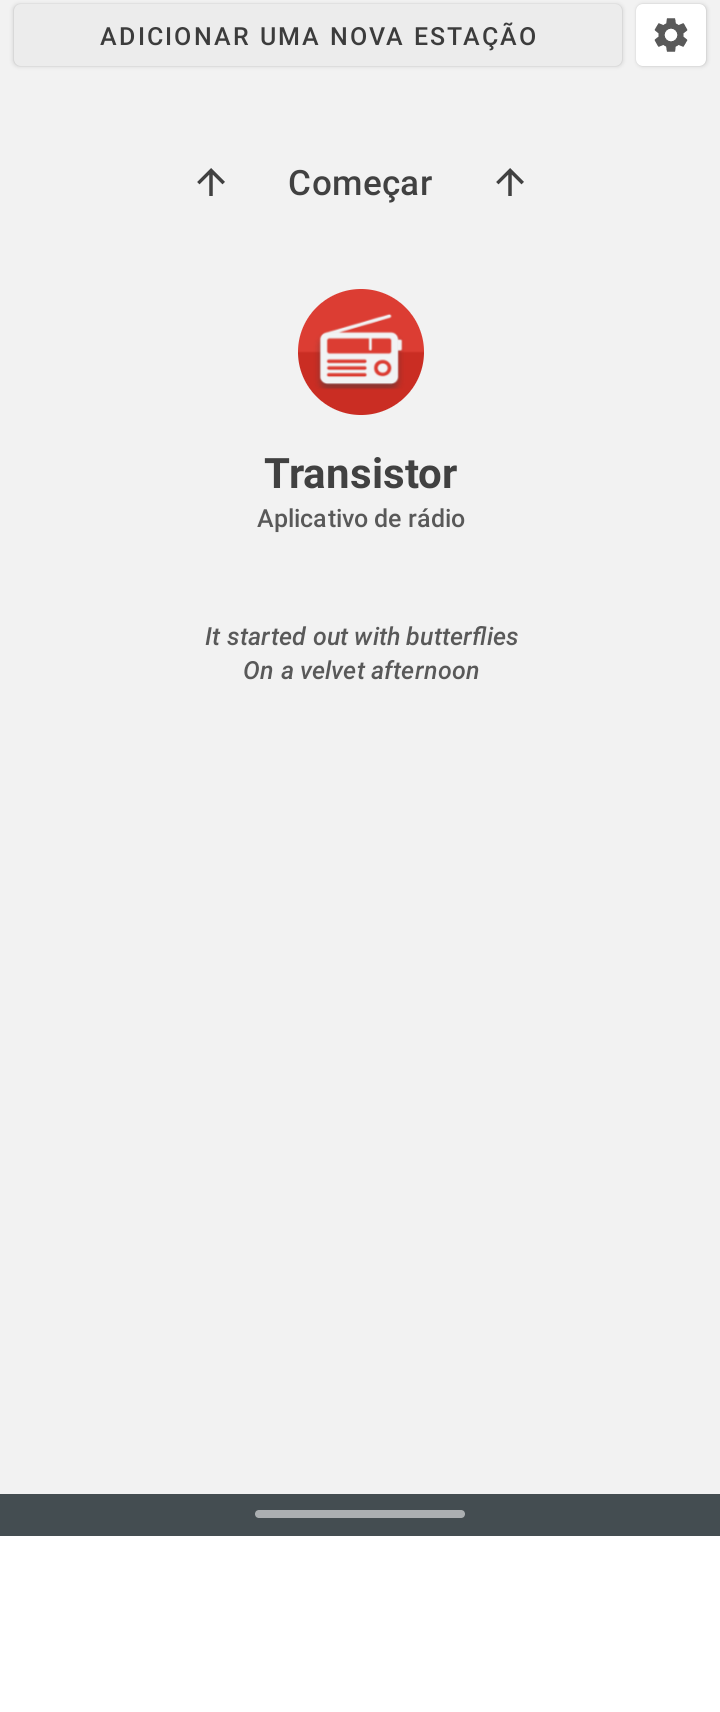 ADICIONAR UMA NOVA ESTAÇÃO
Começar
Transistor
Aplicativo de rádio
It started out with butterflies
On a velvet afternoon